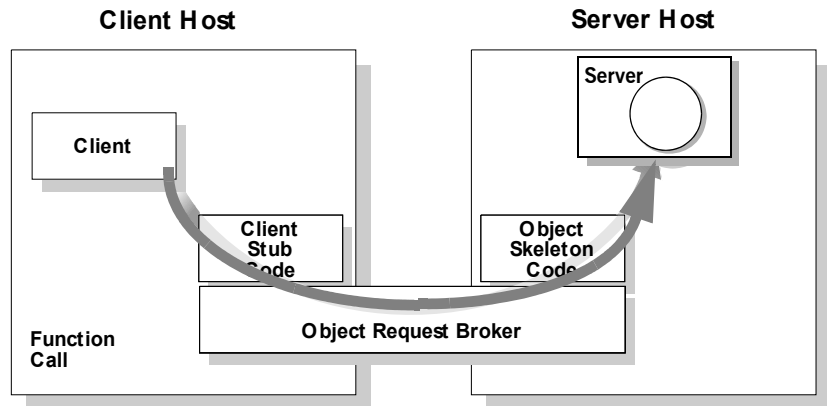 Client Host
Server Host
Server
Client
Client
Stub
Code
Object
Skeleton
Code
Object Request Broker
Function
Call